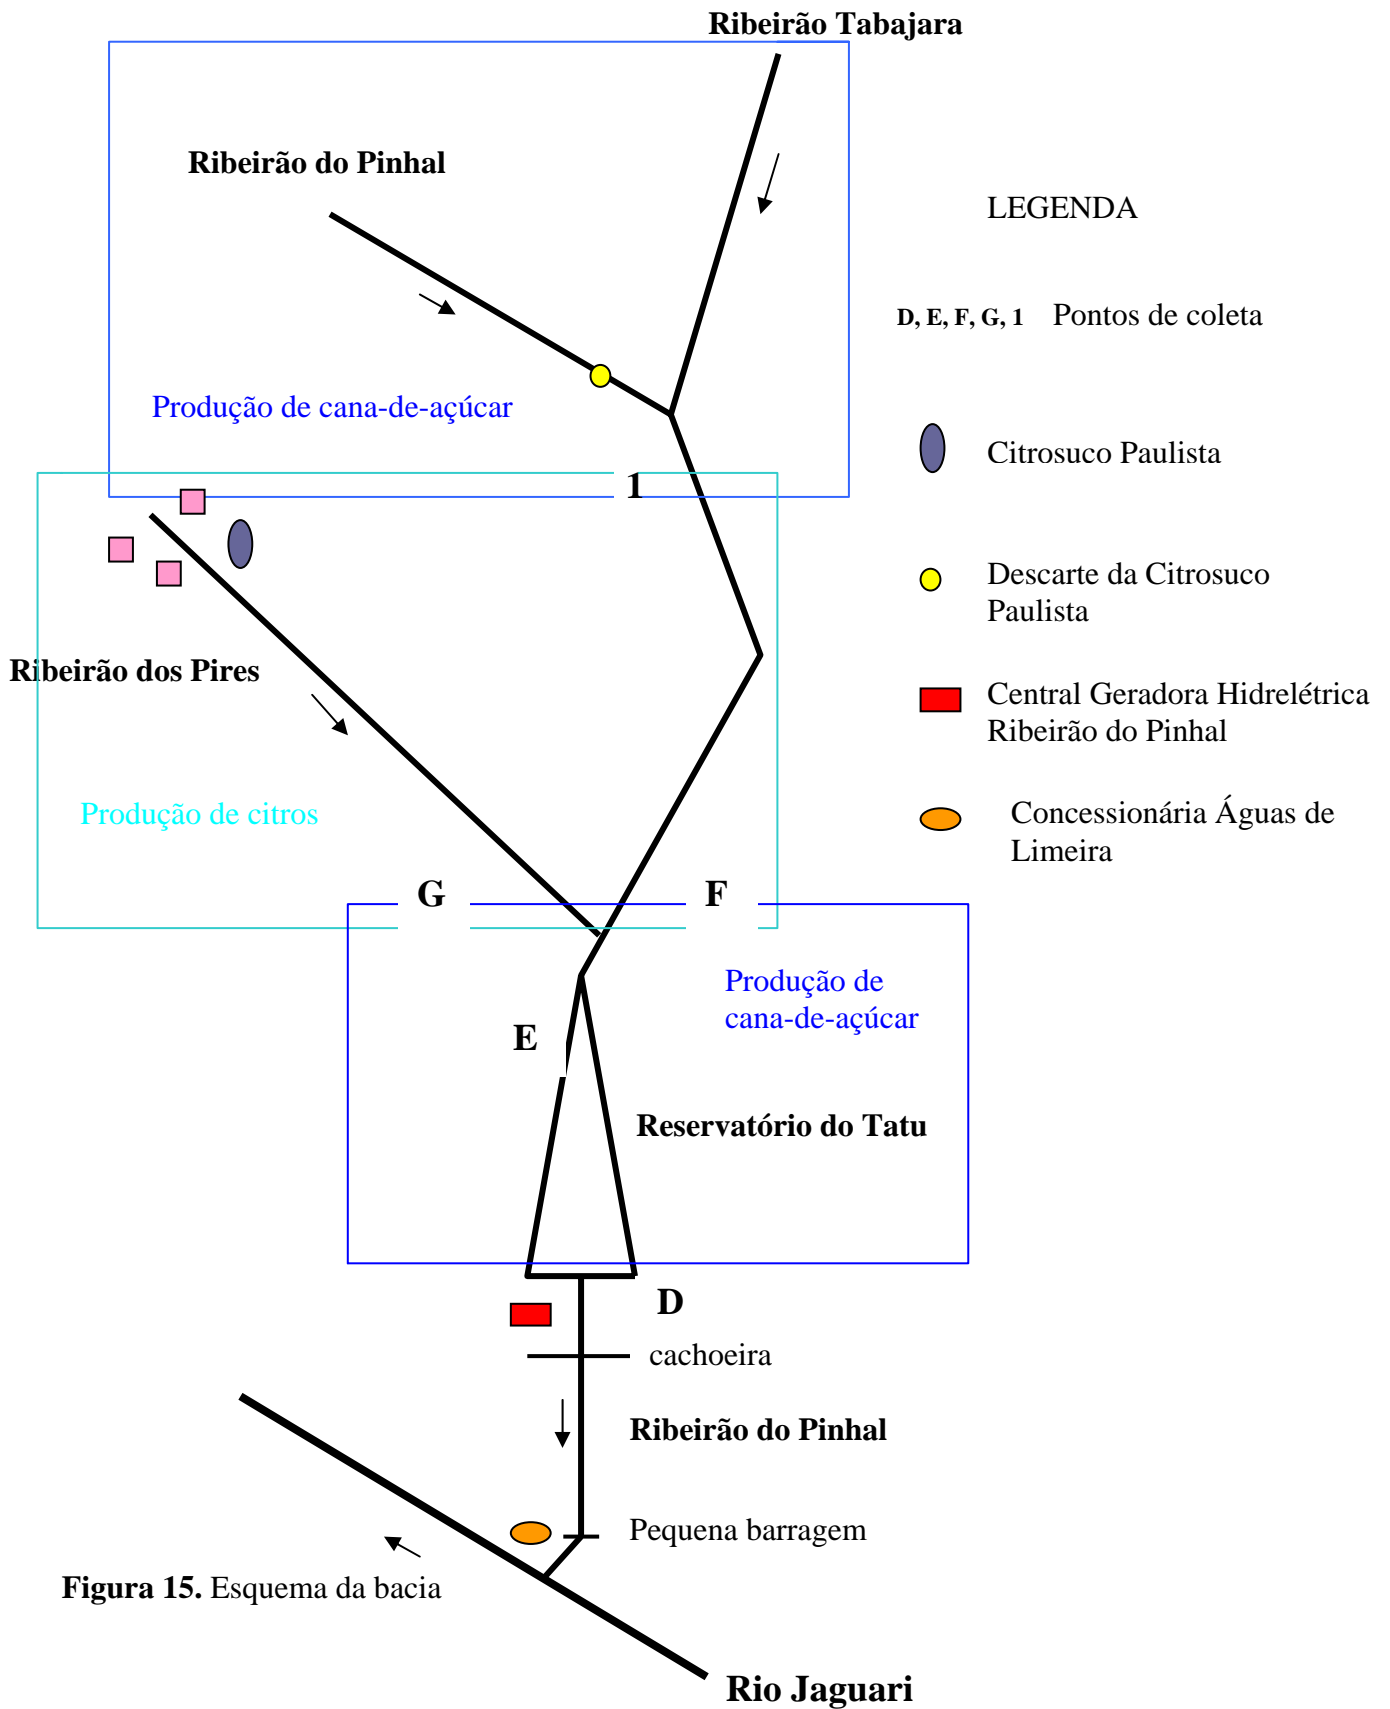 Ribeirão Tabajara
Ribeirão do Pinhal
LEGENDA
D, E, F, G, 1 Pontos de coleta
Produção de cana-de-açúcar
Citrosuco Paulista
1
Descarte da Citrosuco
Paulista
Ribeirão dos Pires
Central Geradora Hidrelétrica
Ribeirão do Pinhal
Produção de citros
Concessionária Águas de
Limeira
G
F
Produção de
cana-de-açúcar
E
Reservatório do Tatu
D
cachoeira
Ribeirão do Pinhal
Pequena barragem
Figura 15. Esquema da bacia
Rio Jaguari